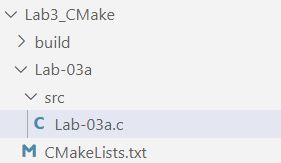 Lab3_CMake
build
Lab-03a
src
C Lab-03a.c
M CMakeLists.txt